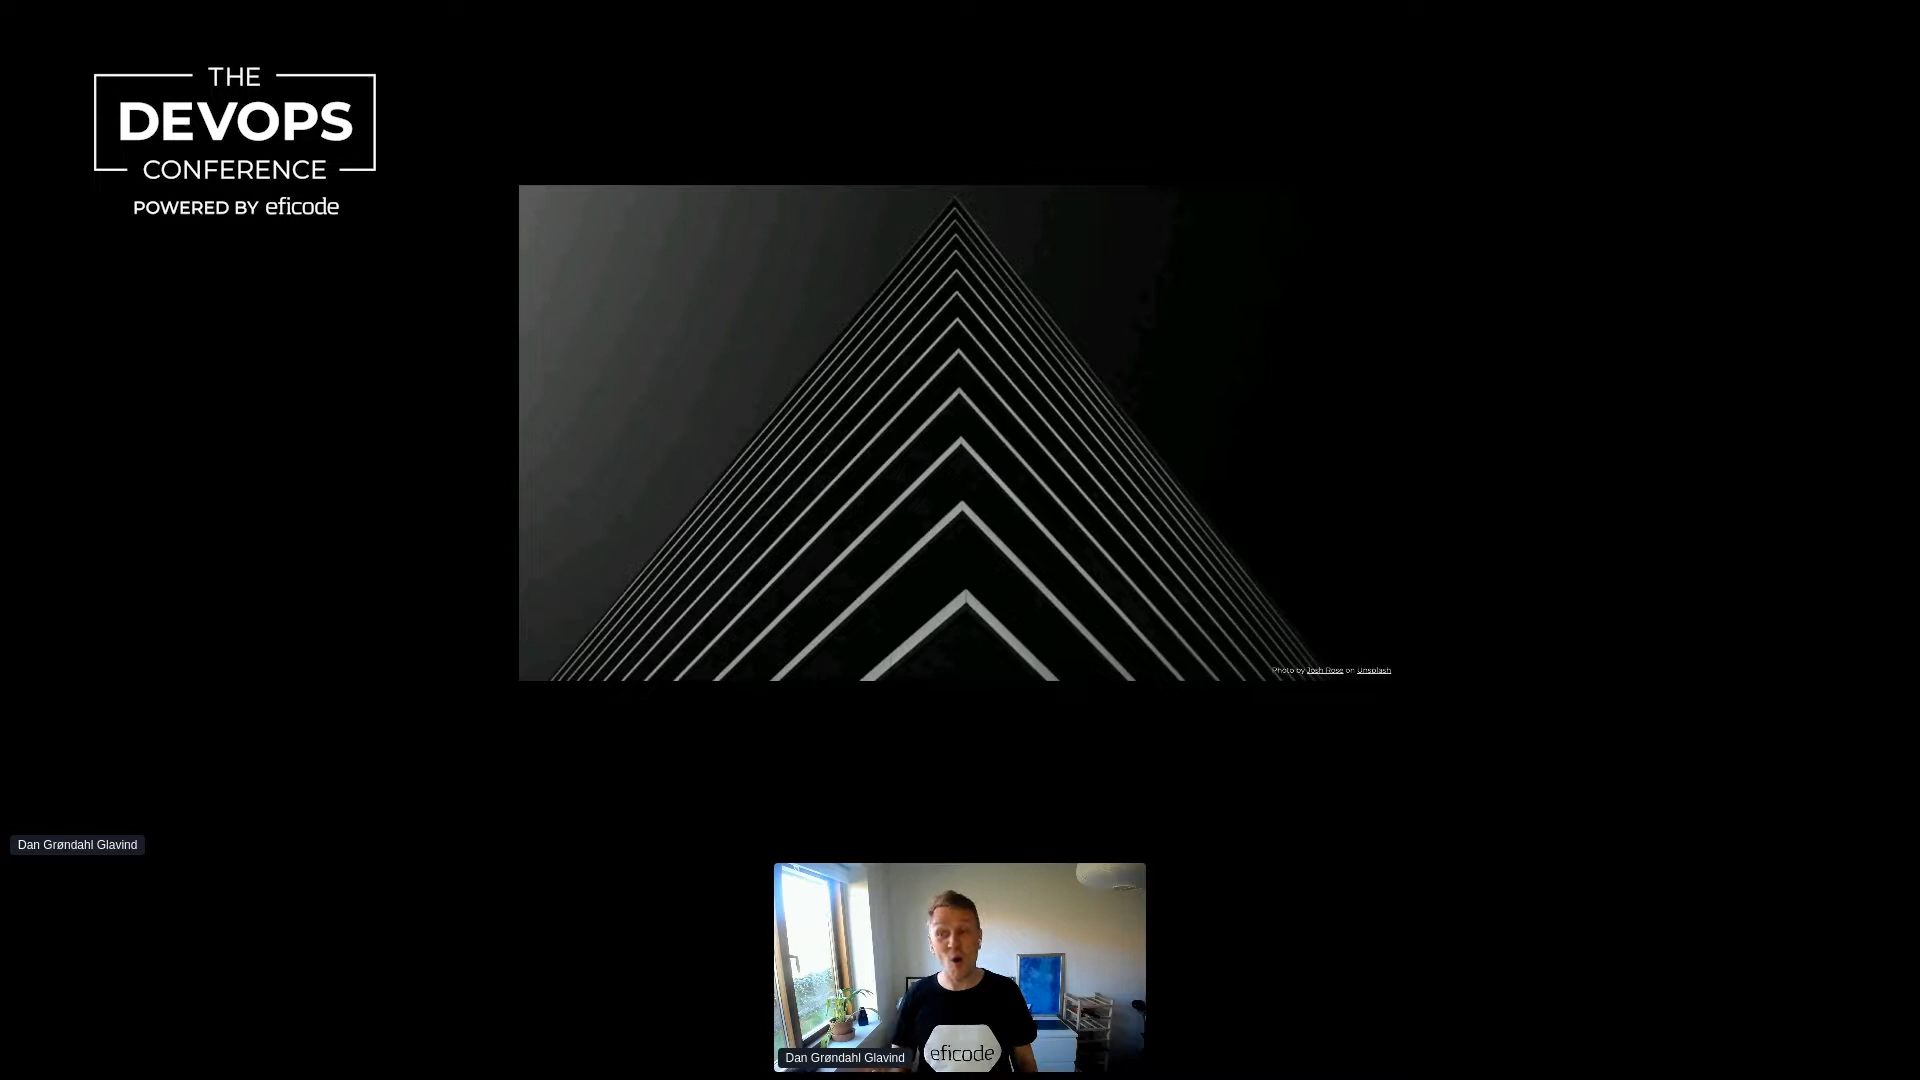 THE
DEVOPS
CONFERENCE
POWERED BY eficode
Photo by Josh Rose on Unsplash
Dan Grøndahl Glavind
Dan Grøndahl Glavind
eficode